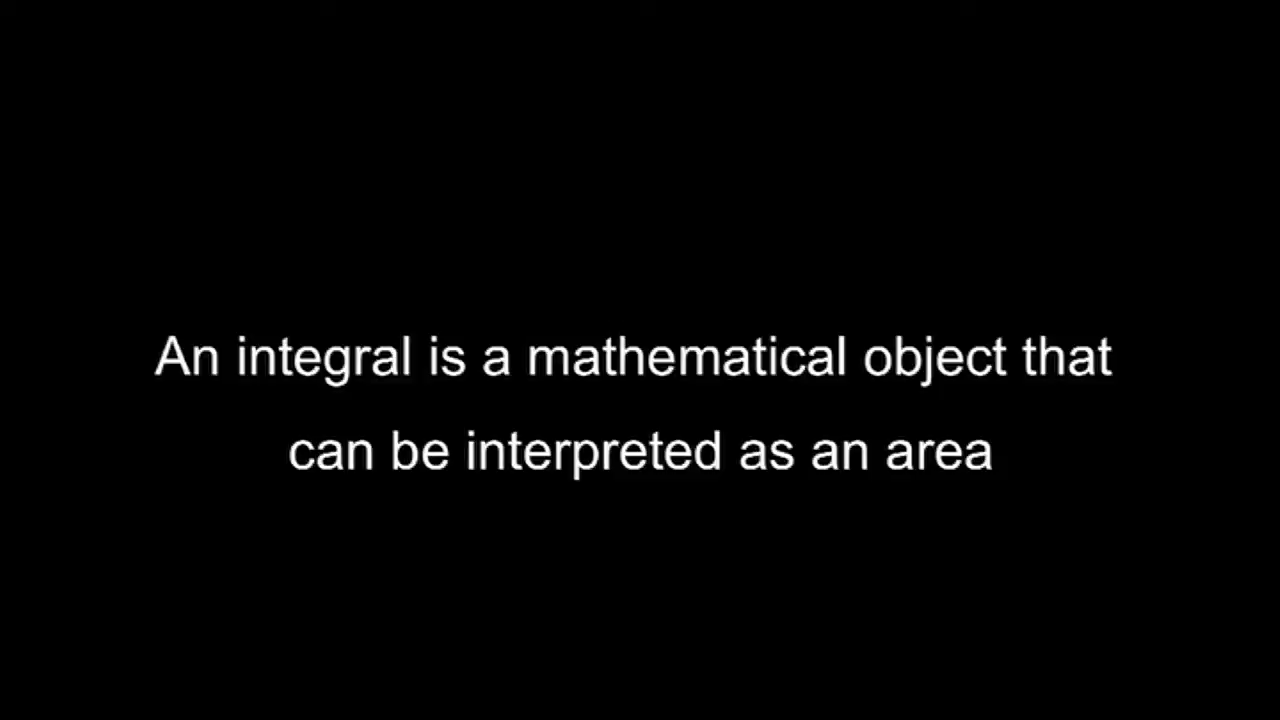 An integral is a mathematical object that
can be interpreted as an area